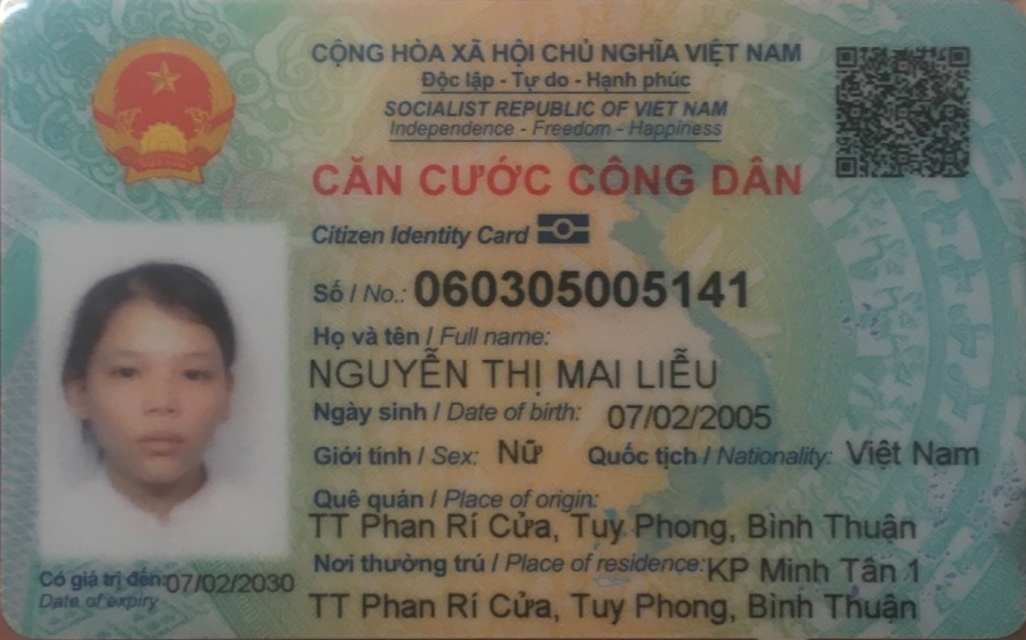 CỘNG HÒA XÃ HỘI CHỦ NGHĨA VIỆT NAM
Độc lập - Tự do - Hạnh phúc
SOCIALIST REPUBLIC OF VIET NAM
Independence - Freedom - Happiness
CĂN CƯỚC CÔNG DÂN
Citizen Identity Card
Số / No.: 060305005141
Họ và tên / Full name:
NGUYỄN THỊ MAI LIỄU
Ngày sinh / Date of birth: 07/02/2005
Giới tính / Sex: Nữ Quốc tịch / Nationality: Việt Nam
Quê quán / Place of origin:
TT Phan Rí Cửa, Tuy Phong, Bình Thuận
Nơi thường trú / Place of residence: KP Minh Tân 1
TT Phan Rí Cửa, Tuy Phong, Bình Thuận
Có giá trị đến: 07/02/2030
Date of expiry